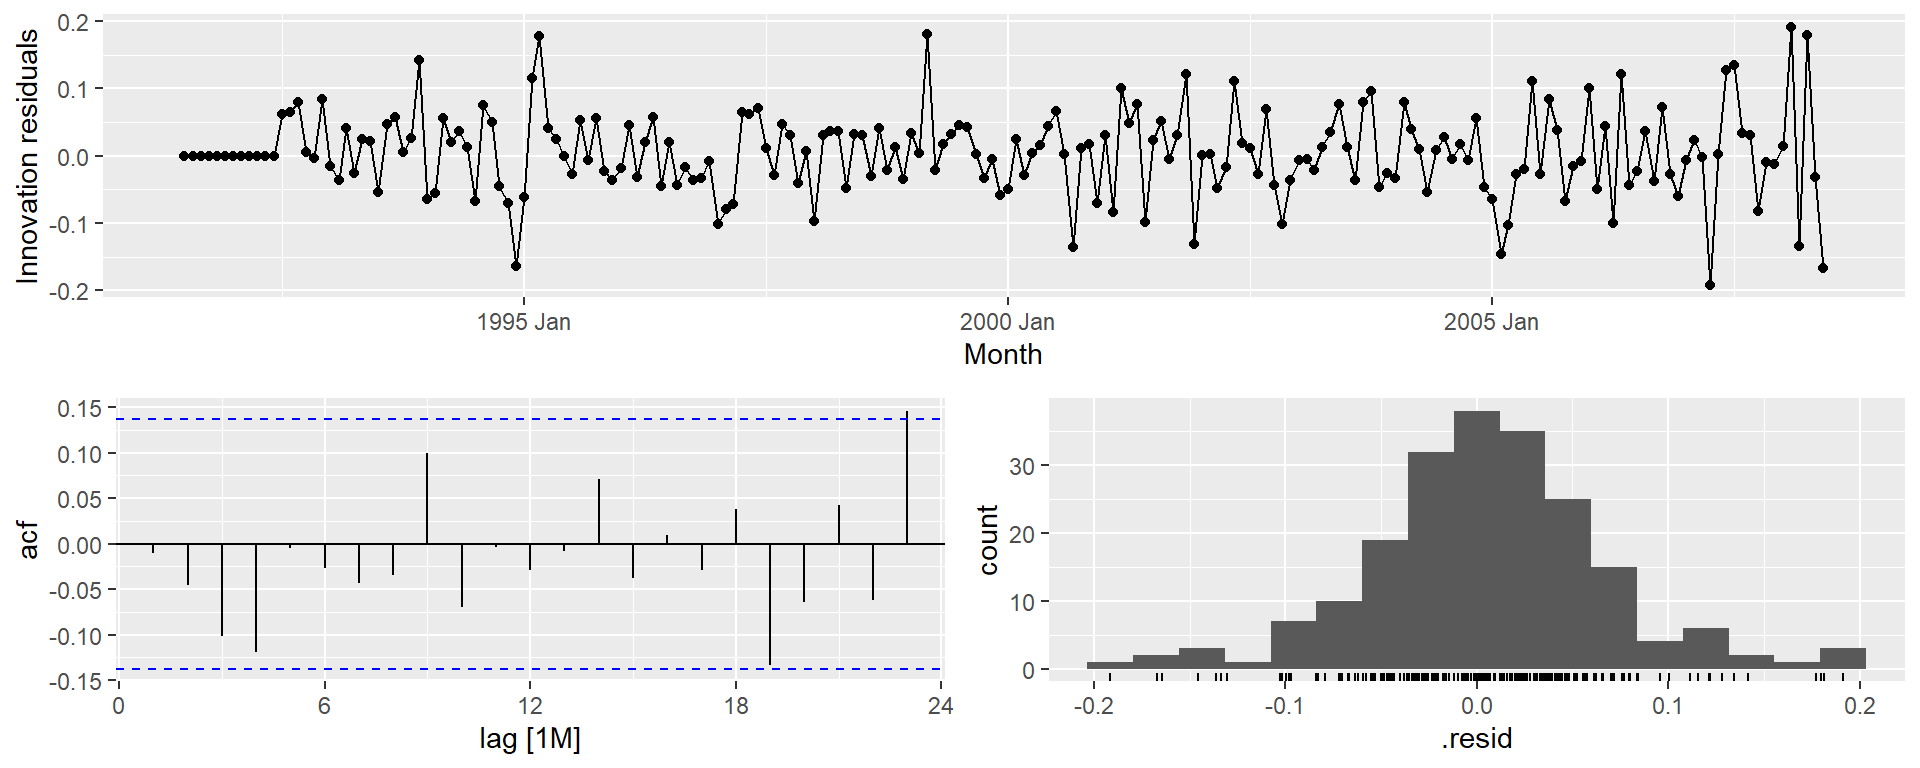 Innovation residuals
0.2
0.1
0.0
-0.1
-0.2
1995 Jan
2000 Jan
2005 Jan
Month
acf
0.15
0.10
0.05
0.00
-0.05
-0.10
-0.15
0
6
12
18
24
lag [1M]
count
30
20
10
0
-0.2
-0.1
0.0
0.1
0.2
.resid